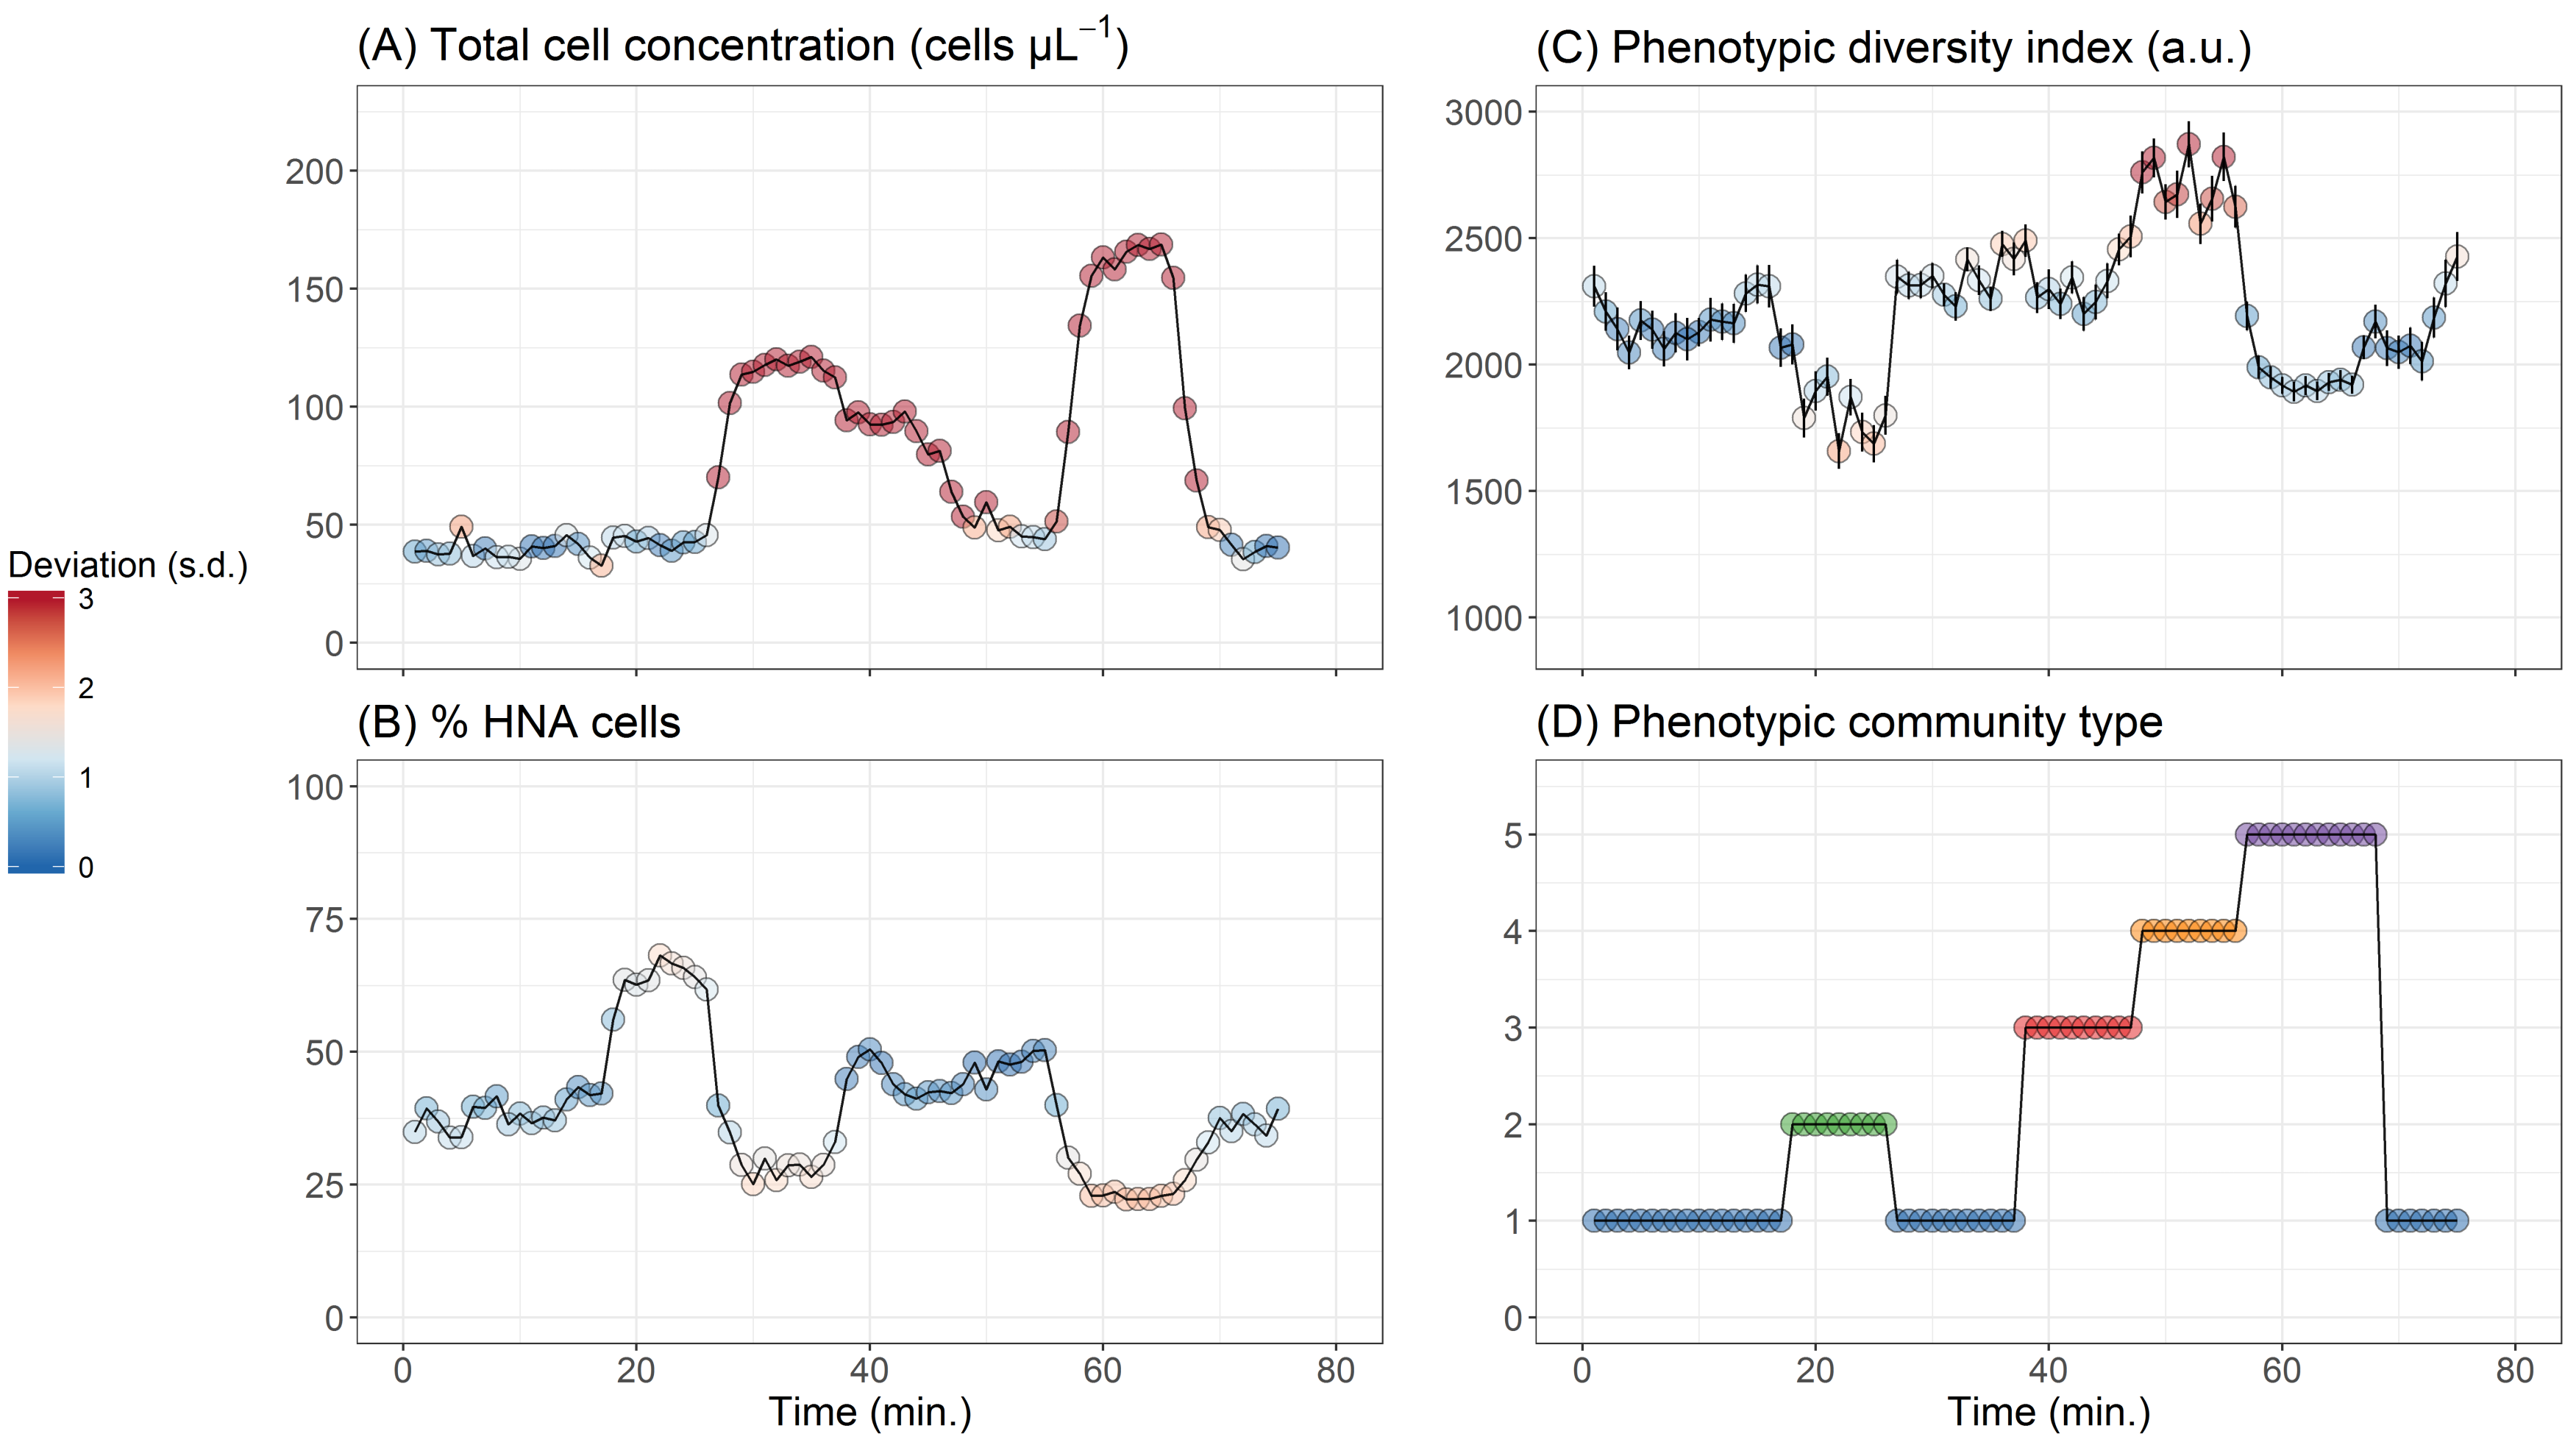 (A) Total cell concentration (cells µL⁻¹)
200
150
100
50
0
Deviation (s.d.)
3
2
1
0
(B) % HNA cells
100
75
50
25
0
0 20 40 60 80
Time (min.)
(C) Phenotypic diversity index (a.u.)
3000
2500
2000
1500
1000
(D) Phenotypic community type
5
4
3
2
1
0
0 20 40 60 80
Time (min.)